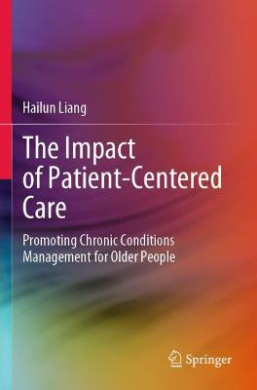 Hailun Liang
The Impact
of Patient-Centered
Care
Promoting Chronic Conditions
Management for Older People
Springer